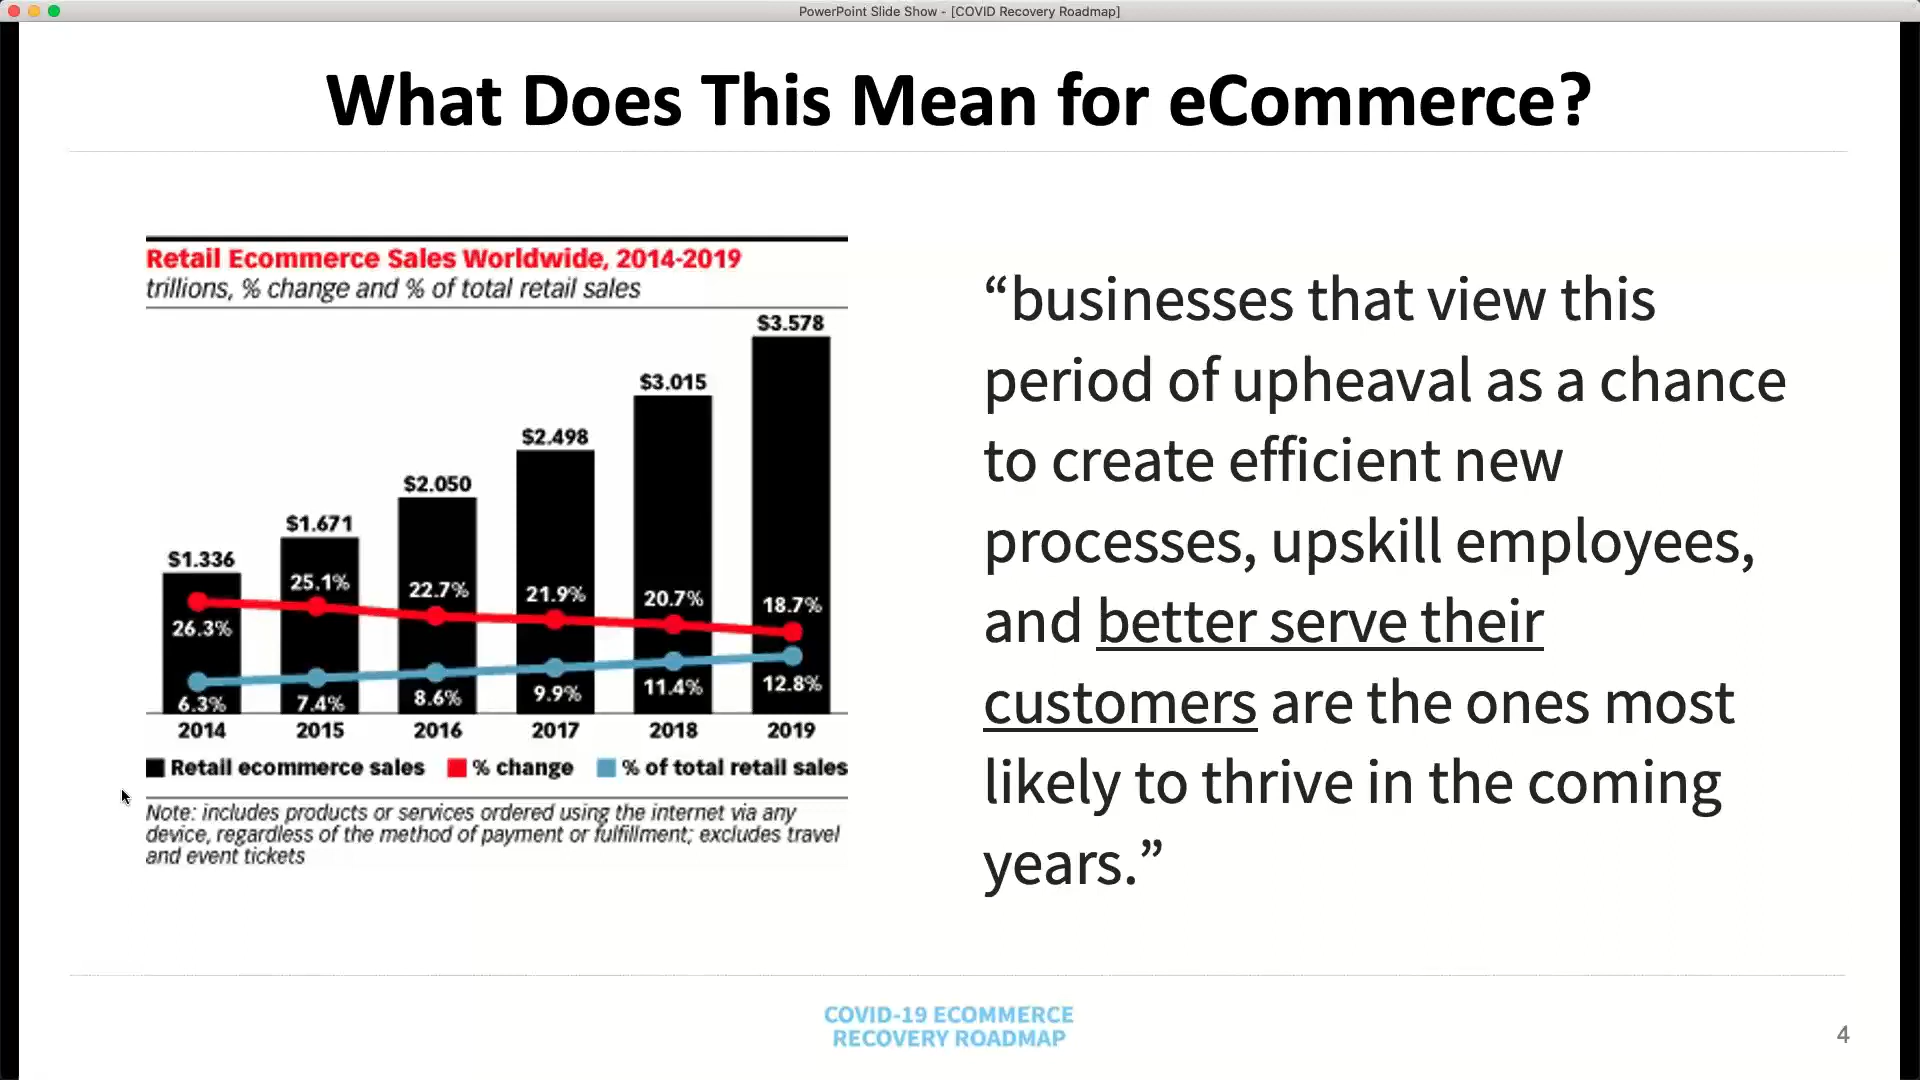 PowerPoint Slide Show - [COVID Recovery Roadmap]
What Does This Mean for eCommerce?
Retail Ecommerce Sales Worldwide, 2014-2019
trillions, % change and % of total retail sales
$1.336
$1.671
$2.050
$2.498
$3.015
$3.578
26.3%
25.1%
22.7%
21.9%
20.7%
18.7%
6.3%
7.4%
8.6%
9.9%
11.4%
12.8%
2014
2015
2016
2017
2018
2019
Retail ecommerce sales
% change
% of total retail sales
Note: includes products or services ordered using the internet via any
device, regardless of the method of payment or fulfillment; excludes travel
and event tickets
“businesses that view this
period of upheaval as a chance
to create efficient new
processes, upskill employees,
and better serve their
customers are the ones most
likely to thrive in the coming
years.”
COVID-19 ECOMMERCE
RECOVERY ROADMAP
4